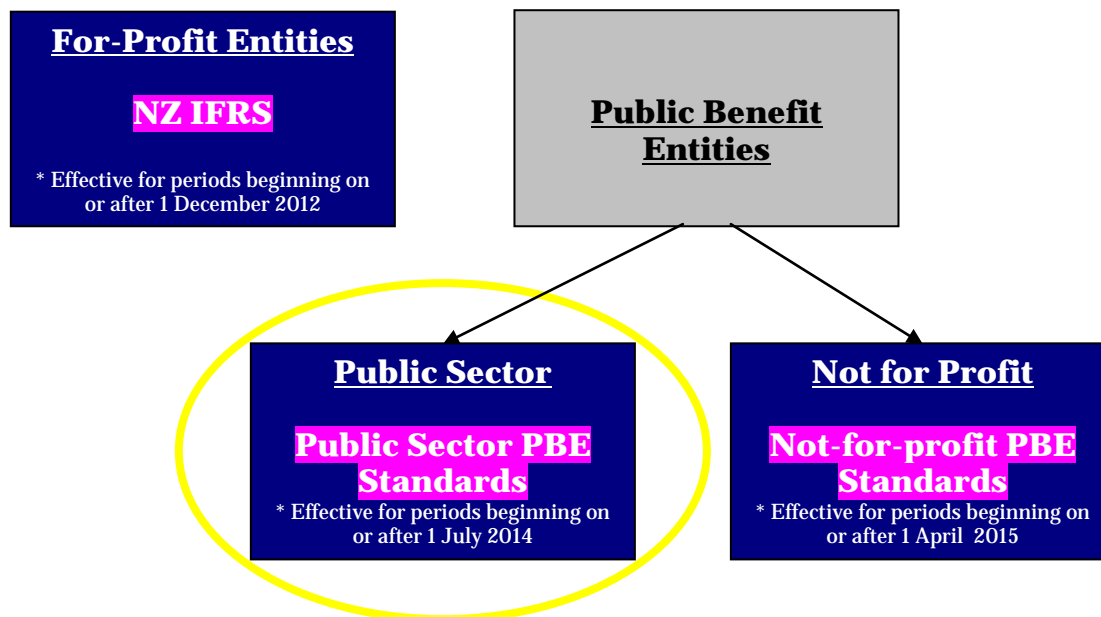 For-Profit Entities
NZ IFRS
* Effective for periods beginning on
or after 1 December 2012
Public Benefit
Entities
Public Sector
Public Sector PBE
Standards
* Effective for periods beginning on
or after 1 July 2014
Not for Profit
Not-for-profit PBE
Standards
* Effective for periods beginning on
or after 1 April 2015